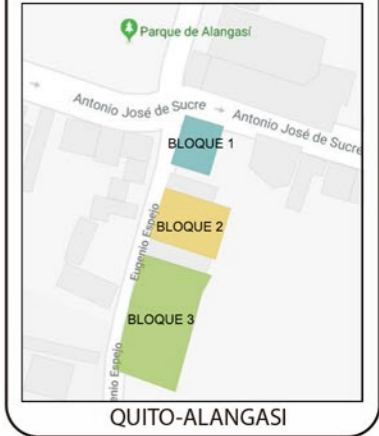 Parque de Alangasí
Antonio José de Sucre → Antonio José de Sucre
BLOQUE 1
Eugenio Espejo
BLOQUE 2
BLOQUE 3
enio Espejo
QUITO-ALANGASI